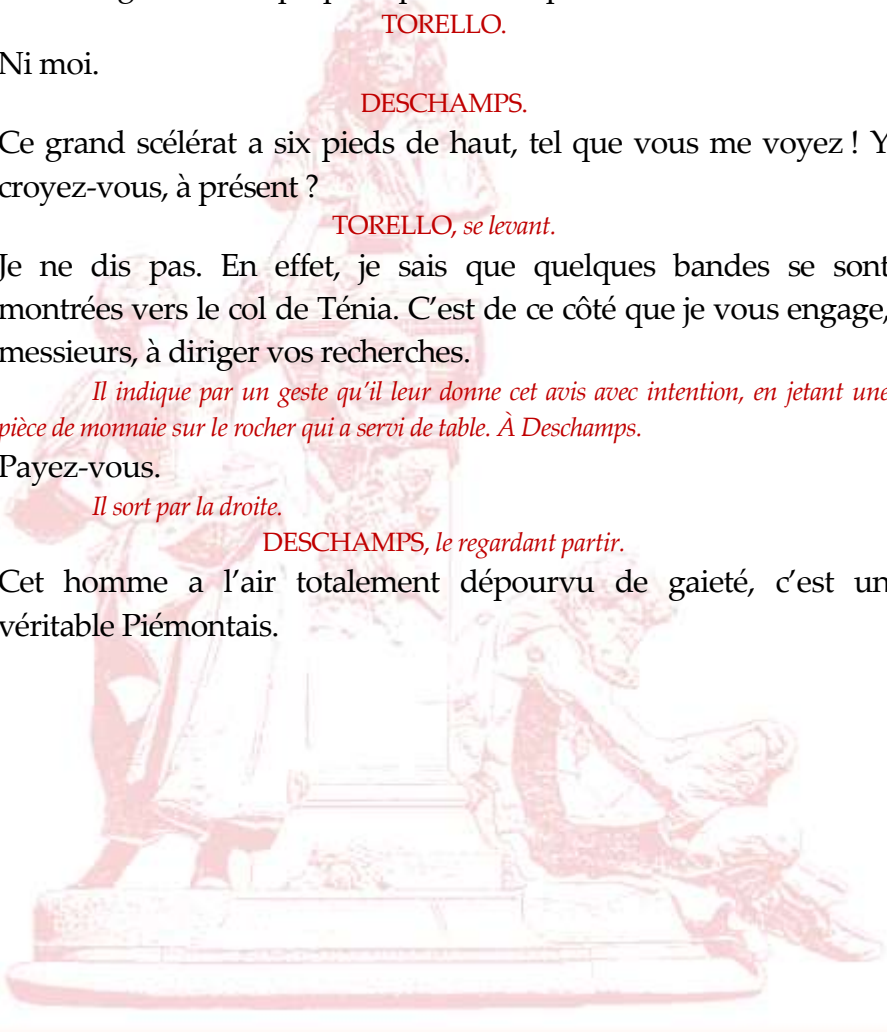 TORELLO.
Ni moi.
DESCHAMPS.
Ce grand scélérat a six pieds de haut, tel que vous me voyez ! Y
croyez-vous, à présent ?
TORELLO, se levant.
Je ne dis pas. En effet, je sais que quelques bandes se sont
montrées vers le col de Ténia. C’est de ce côté que je vous engage,
messieurs, à diriger vos recherches.
Il indique par un geste qu’il leur donne cet avis avec intention, en jetant une
pièce de monnaie sur le rocher qui a servi de table. À Deschamps.
Payez-vous.
Il sort par la droite.
DESCHAMPS, le regardant partir.
Cet homme a l’air totalement dépourvu de gaieté, c’est un
véritable Piémontais.